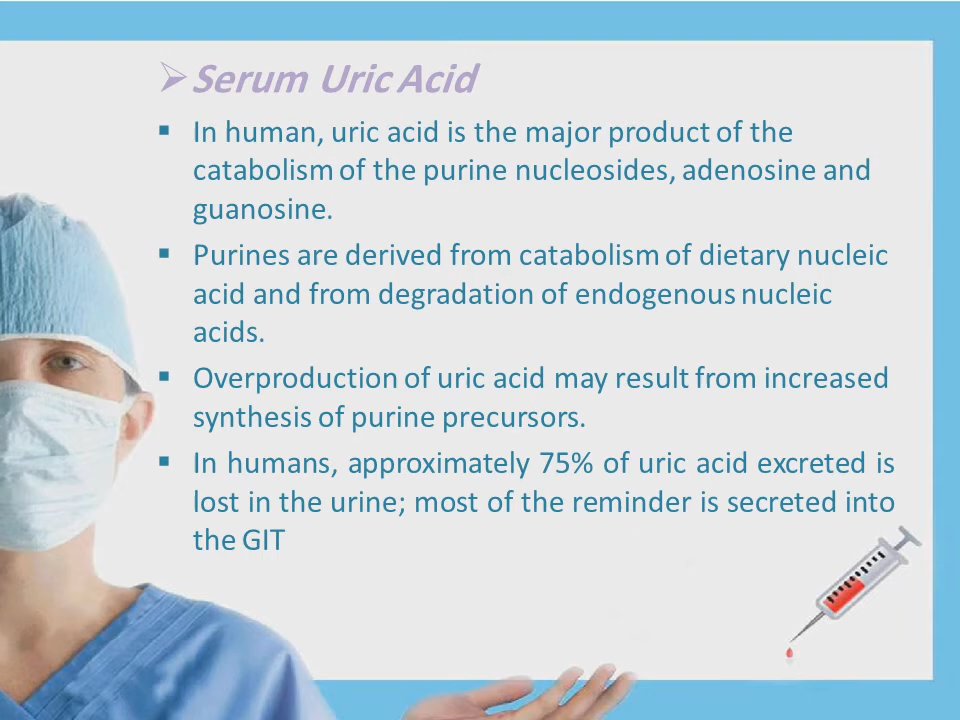 ➢Serum Uric Acid
▪ In human, uric acid is the major product of the
catabolism of the purine nucleosides, adenosine and
guanosine.
▪ Purines are derived from catabolism of dietary nucleic
acid and from degradation of endogenous nucleic
acids.
▪ Overproduction of uric acid may result from increased
synthesis of purine precursors.
▪ In humans, approximately 75% of uric acid excreted is
lost in the urine; most of the reminder is secreted into
the GIT